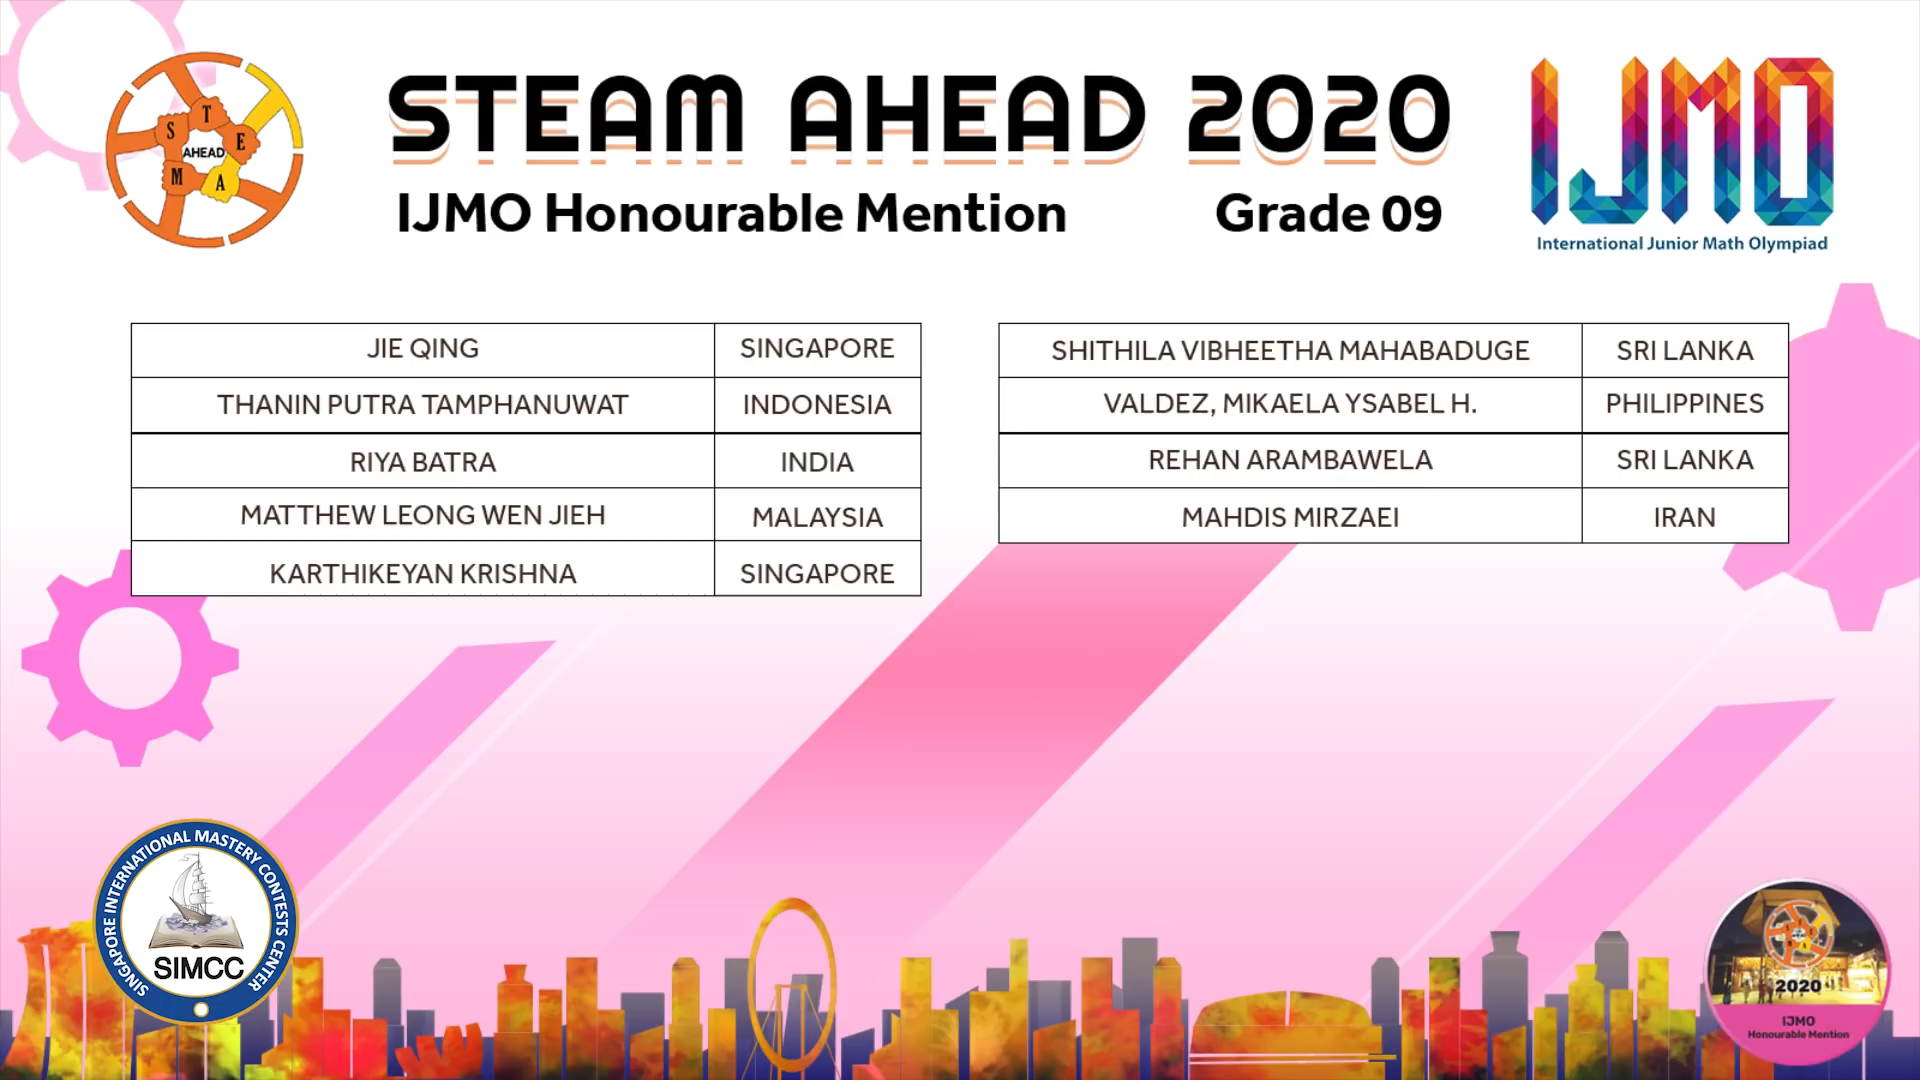 S T E A M
AHEAD
STEAM AHEAD 2020
IJMO Honourable Mention Grade 09
IJMO
International Junior Math Olympiad
JIE QING SINGAPORE
THANIN PUTRA TAMPHANUWAT INDONESIA
RIYA BATRA INDIA
MATTHEW LEONG WEN JIEH MALAYSIA
KARTHIKEYAN KRISHNA SINGAPORE
SHITHILA VIBHEETHA MAHABADUGE SRI LANKA
VALDEZ, MIKAELA YSABEL H. PHILIPPINES
REHAN ARAMBAWELA SRI LANKA
MAHDIS MIRZAEI IRAN
SINGAPORE INTERNATIONAL MASTERY CONTESTS CENTER
SIMCC
2020
IJMO
Honourable Mention